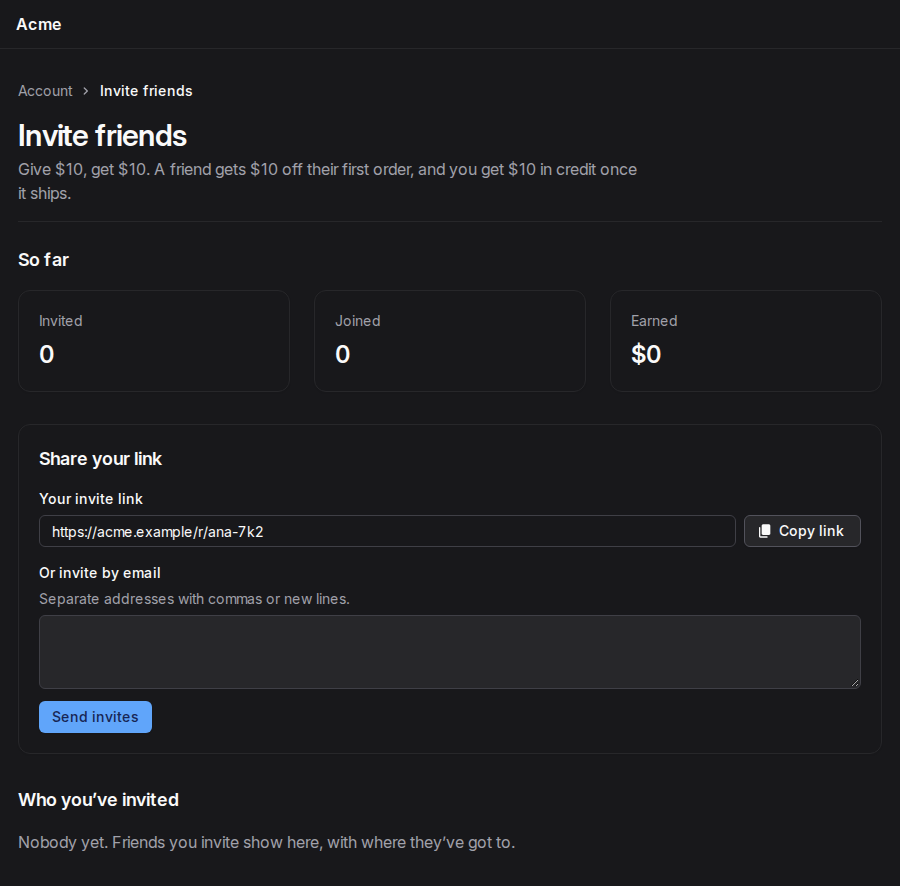 Acme
Account > Invite friends
Invite friends
Give $10, get $10. A friend gets $10 off their first order, and you get $10 in credit once
it ships.
So far
Invited
0
Joined
0
Earned
$0
Share your link
Your invite link
https://acme.example/r/ana-7k2
Copy link
Or invite by email
Separate addresses with commas or new lines.
Send invites
Who you’ve invited
Nobody yet. Friends you invite show here, with where they’ve got to.